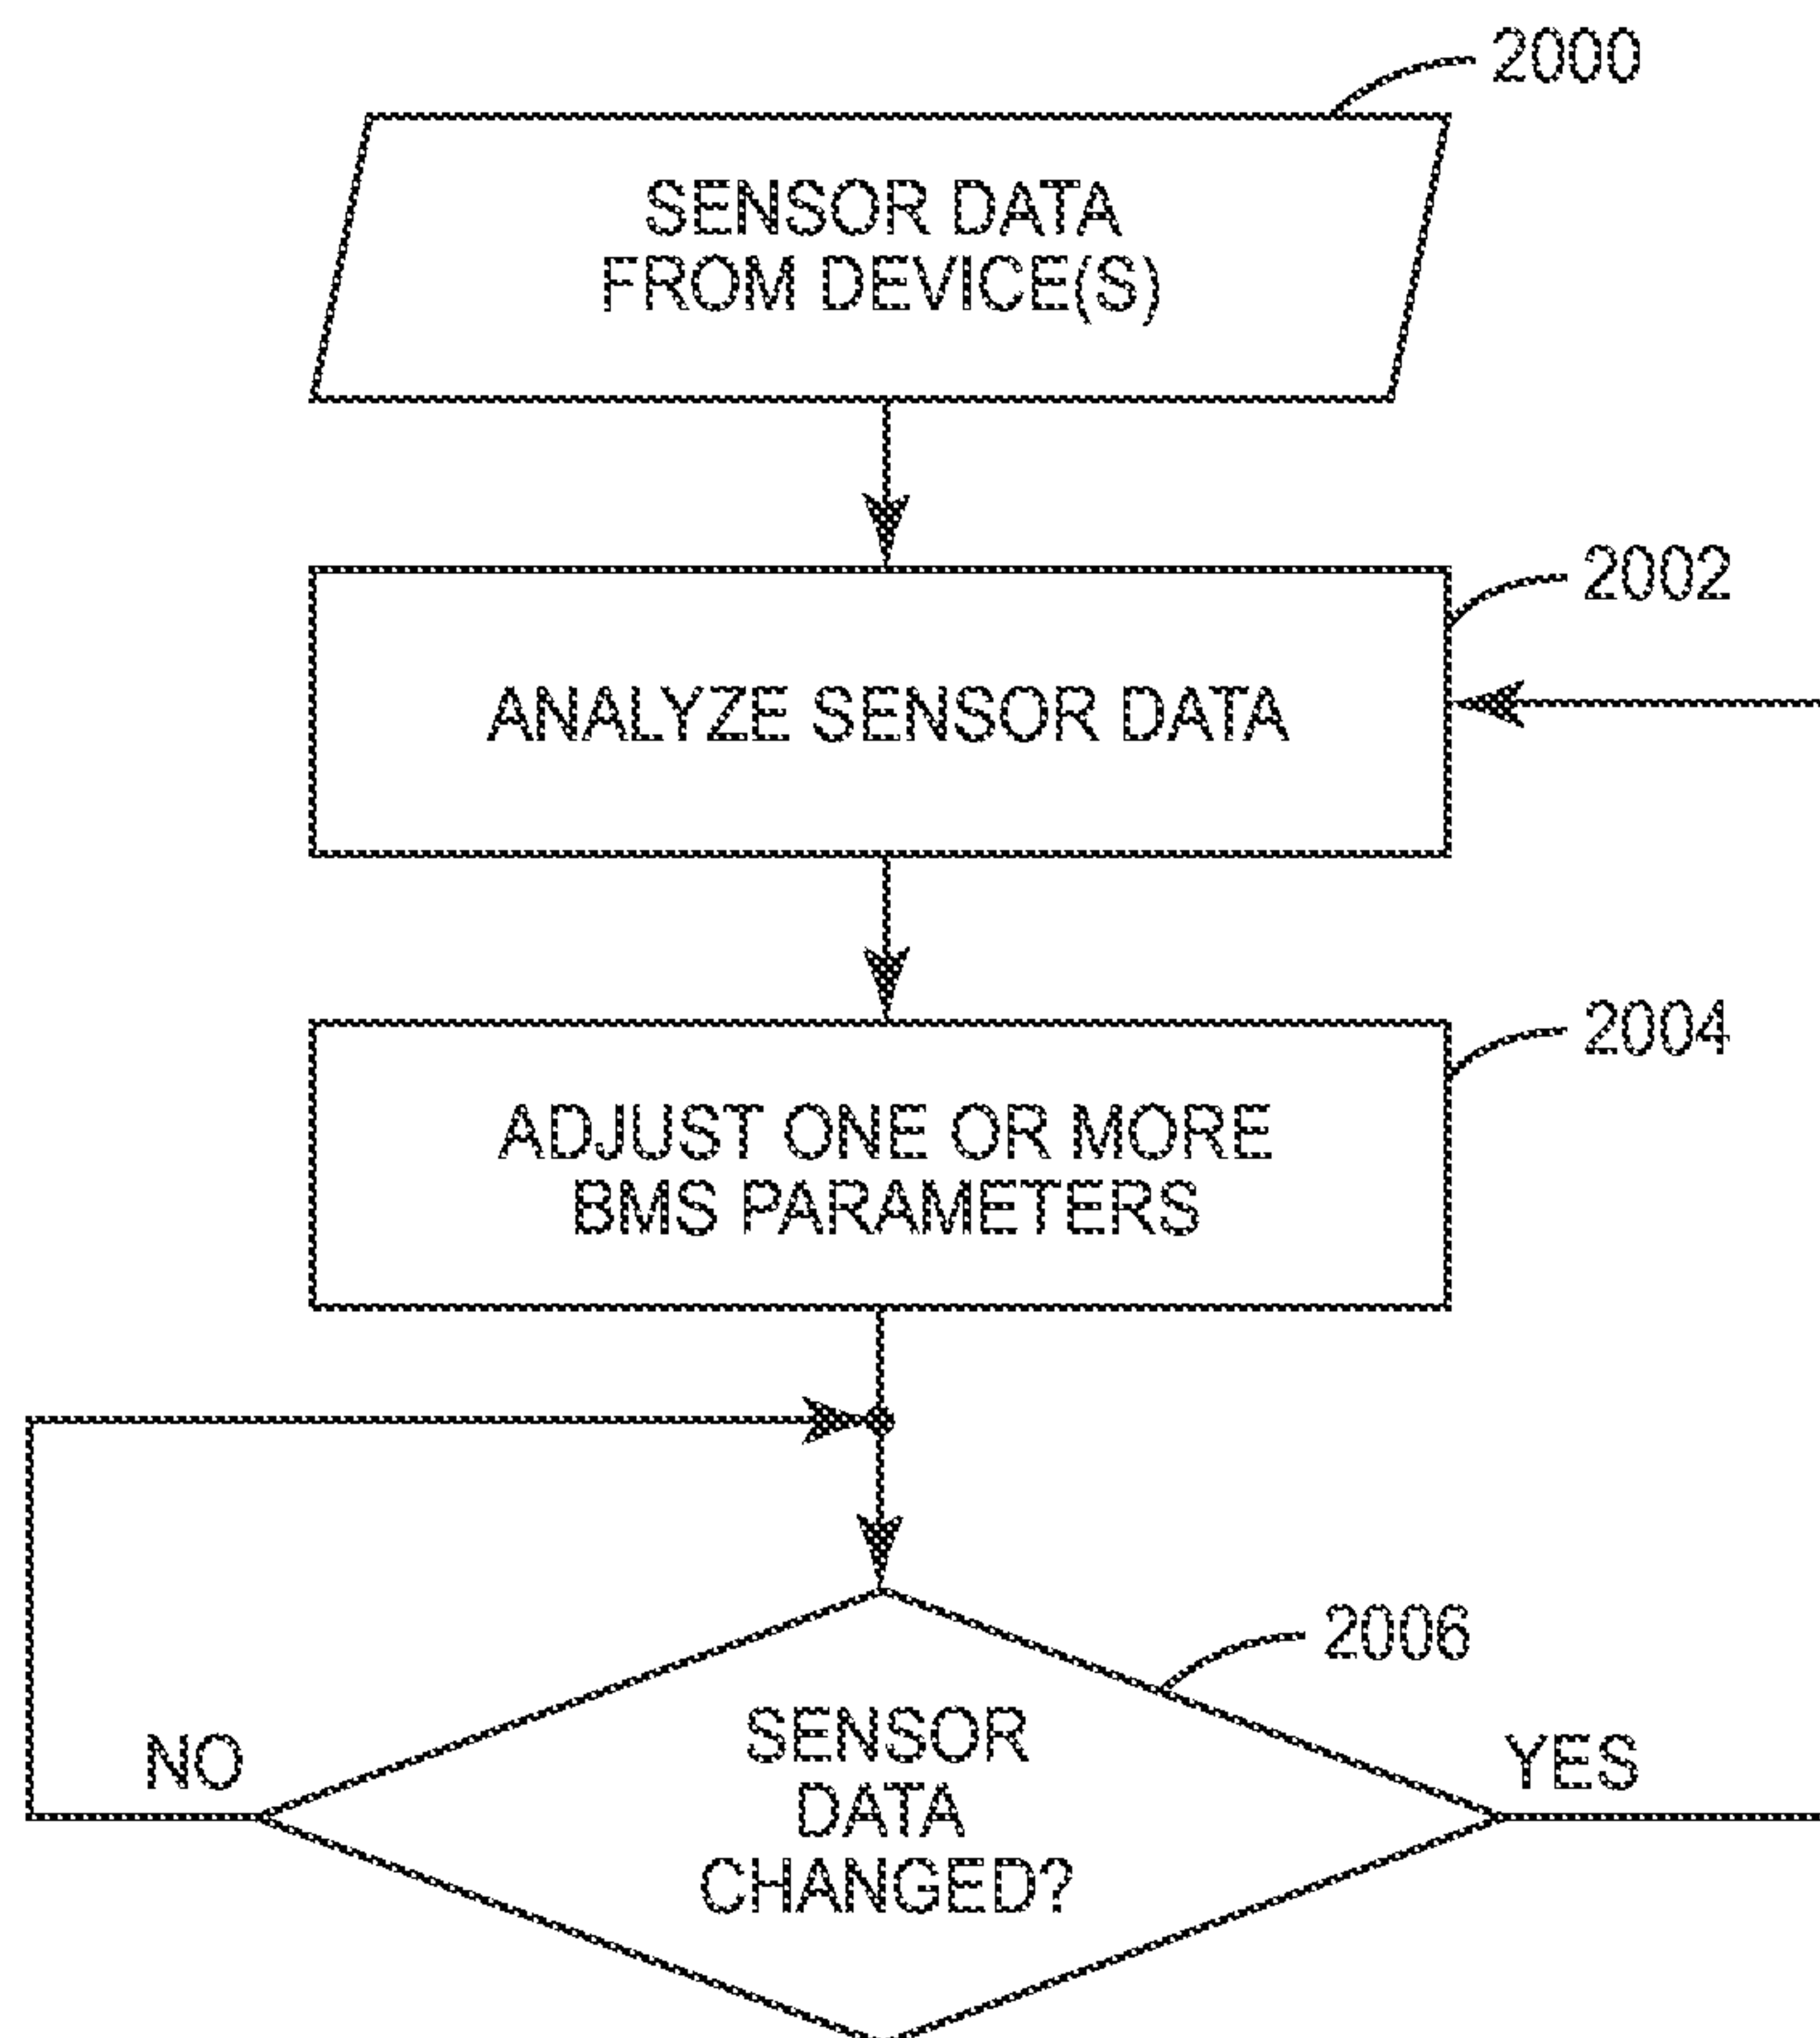 2000
SENSOR DATA
FROM DEVICE(S)
2002
ANALYZE SENSOR DATA
2004
ADJUST ONE OR MORE
BMS PARAMETERS
2006
SENSOR
DATA
CHANGED?
NO
YES